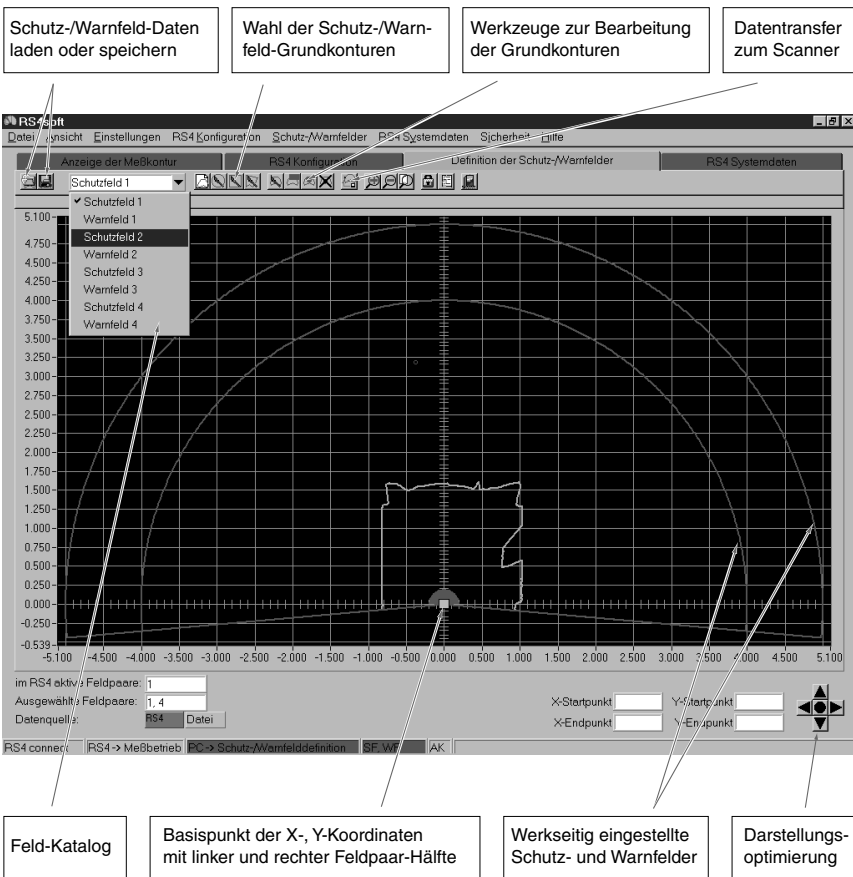 Schutz-/Warnfeld-Daten
laden oder speichern
Wahl der Schutz-/Warn-
feld-Grundkonturen
Werkzeuge zur Bearbeitung
der Grundkonturen
Datentransfer
zum Scanner
RS4soft
Datei Ansicht Einstellungen RS4 Konfiguration Schutz-/Warnfelder RS4 Systemdaten Sicherheit Hilfe
Anzeige der Meßkontur RS4 Konfiguration Definition der Schutz-/Warnfelder RS4 Systemdaten
Schutzfeld 1
Schutzfeld 1
Warnfeld 1
Schutzfeld 2
Warnfeld 2
Schutzfeld 3
Warnfeld 3
Schutzfeld 4
Warnfeld 4
5.100
4.750
4.500
4.250
4.000
3.750
3.500
3.250
3.000
2.750
2.500
2.250
2.000
1.750
1.500
1.250
1.000
0.750
0.500
0.250
0.000
-0.250
-0.539
-5.100 -4.500 -4.000 -3.500 -3.000 -2.500 -2.000 -1.500 -1.000 -0.500 0.000 0.500 1.000 1.500 2.000 2.500 3.000 3.500 4.000 4.500 5.100
im RS4 aktive Feldpaare: 1
Ausgewählte Feldpaare: 1, 4
Datenquelle: RS4 Datei
X-Startpunkt Y-Startpunkt
X-Endpunkt Y-Endpunkt
RS4 connect RS4 -> Meßbetrieb PC-> Schutz-/Warnfelddefinition SF, WF AK
Feld-Katalog
Basispunkt der X-, Y-Koordinaten
mit linker und rechter Feldpaar-Hälfte
Werkseitig eingestellte
Schutz- und Warnfelder
Darstellungs-
optimierung